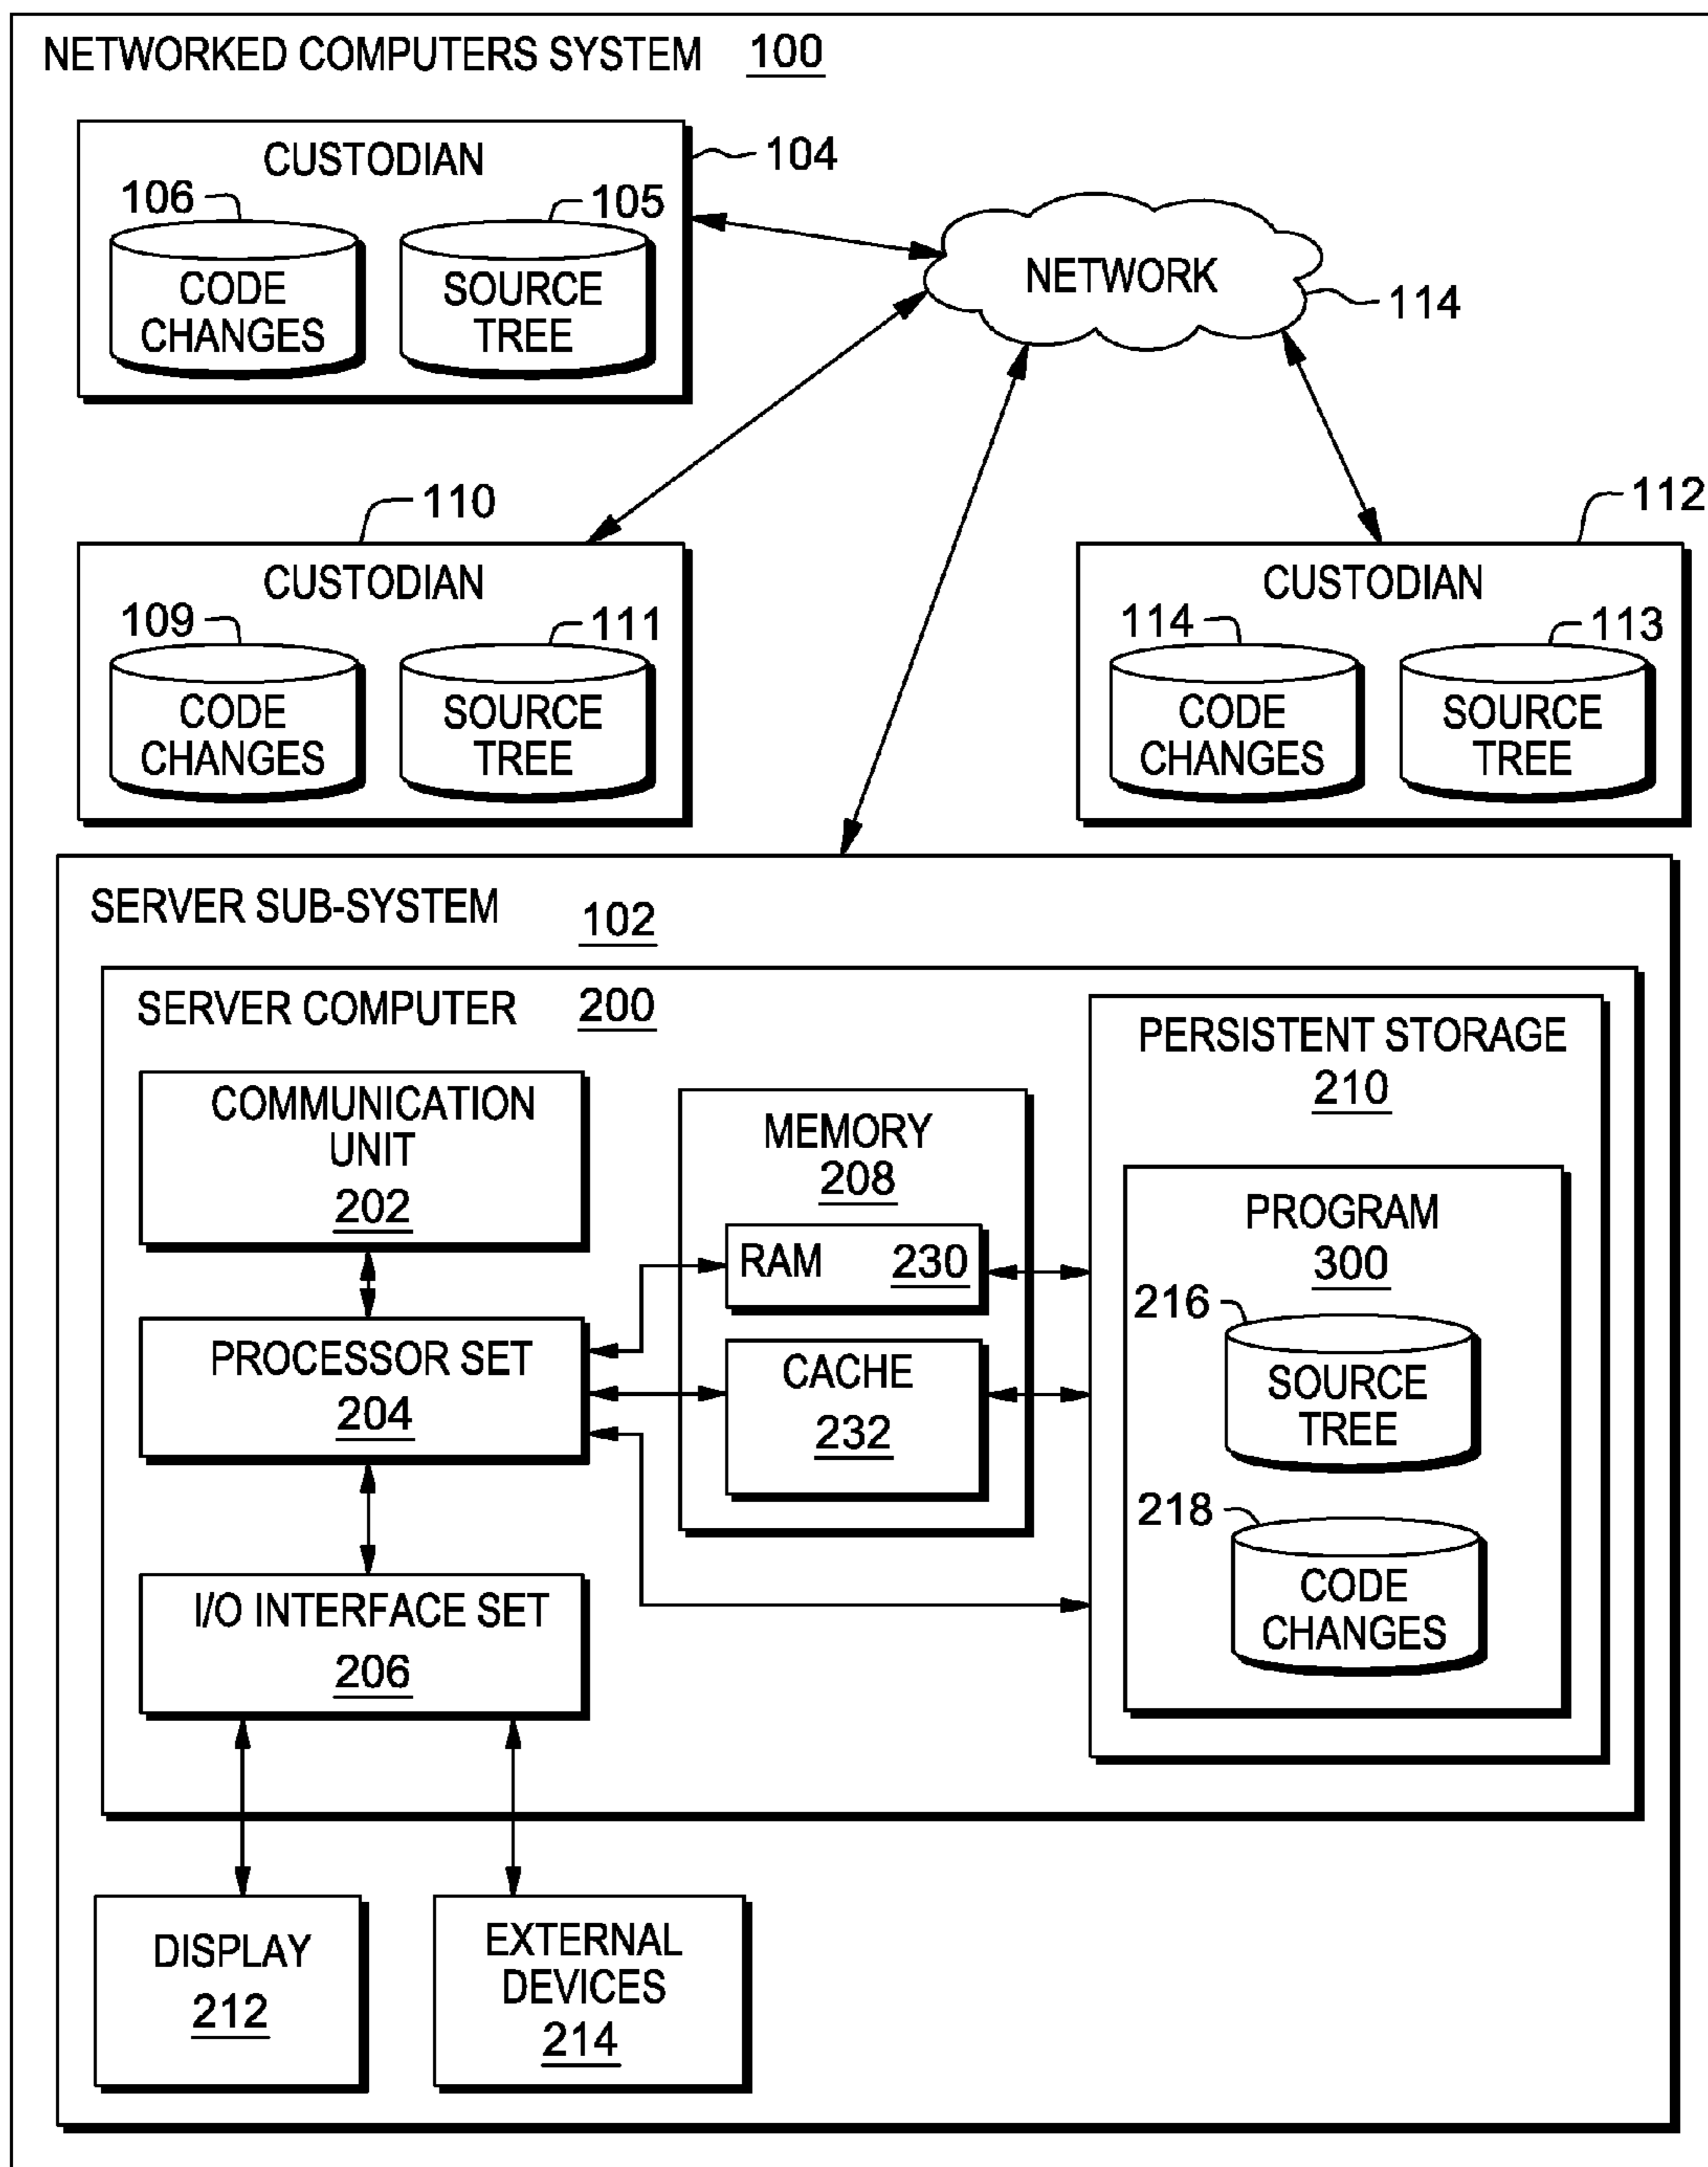 NETWORKED COMPUTERS SYSTEM 100
CUSTODIAN
104
106
105
CODE
CHANGES
SOURCE
TREE
NETWORK
114
110
CUSTODIAN
109
111
CODE
CHANGES
SOURCE
TREE
112
CUSTODIAN
114
113
CODE
CHANGES
SOURCE
TREE
SERVER SUB-SYSTEM 102
SERVER COMPUTER 200
COMMUNICATION
UNIT
202
PROCESSOR SET
204
I/O INTERFACE SET
206
MEMORY
208
RAM 230
CACHE
232
PERSISTENT STORAGE
210
PROGRAM
300
216
SOURCE
TREE
218
CODE
CHANGES
DISPLAY
212
EXTERNAL
DEVICES
214